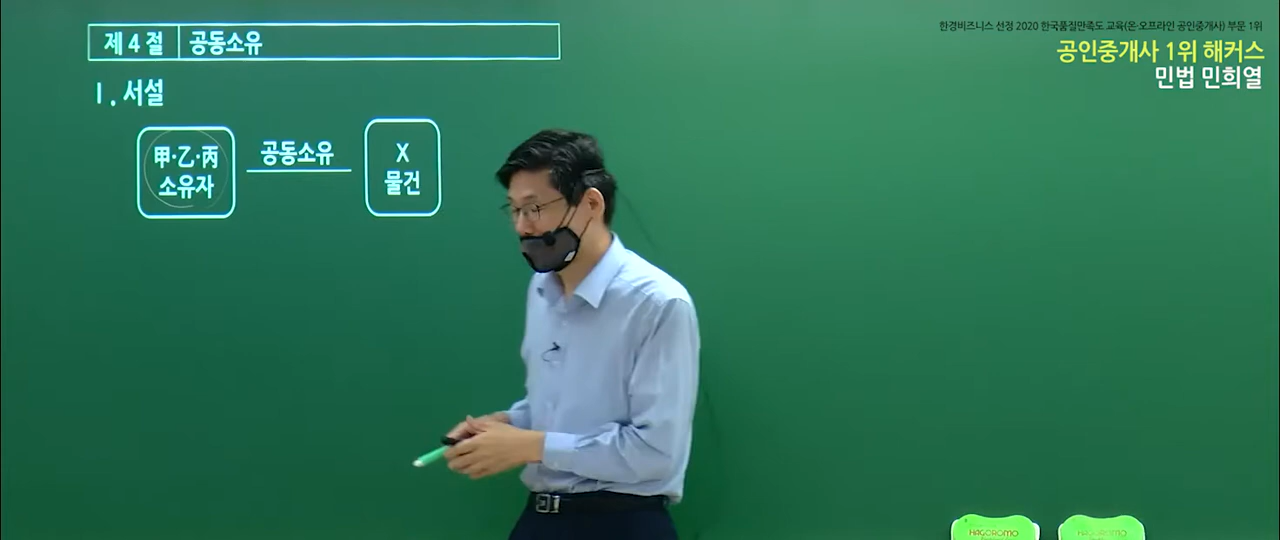 한경비즈니스 선정 2020 한국품질만족도 교육(온·오프라인 공인중개사) 부문 1위
공인중개사 1위 해커스
민법 민희열
제4절 공동소유
1. 서설
甲·乙·丙
소유자
공동소유
X
물건
HAGOROMO
HAGOROMO